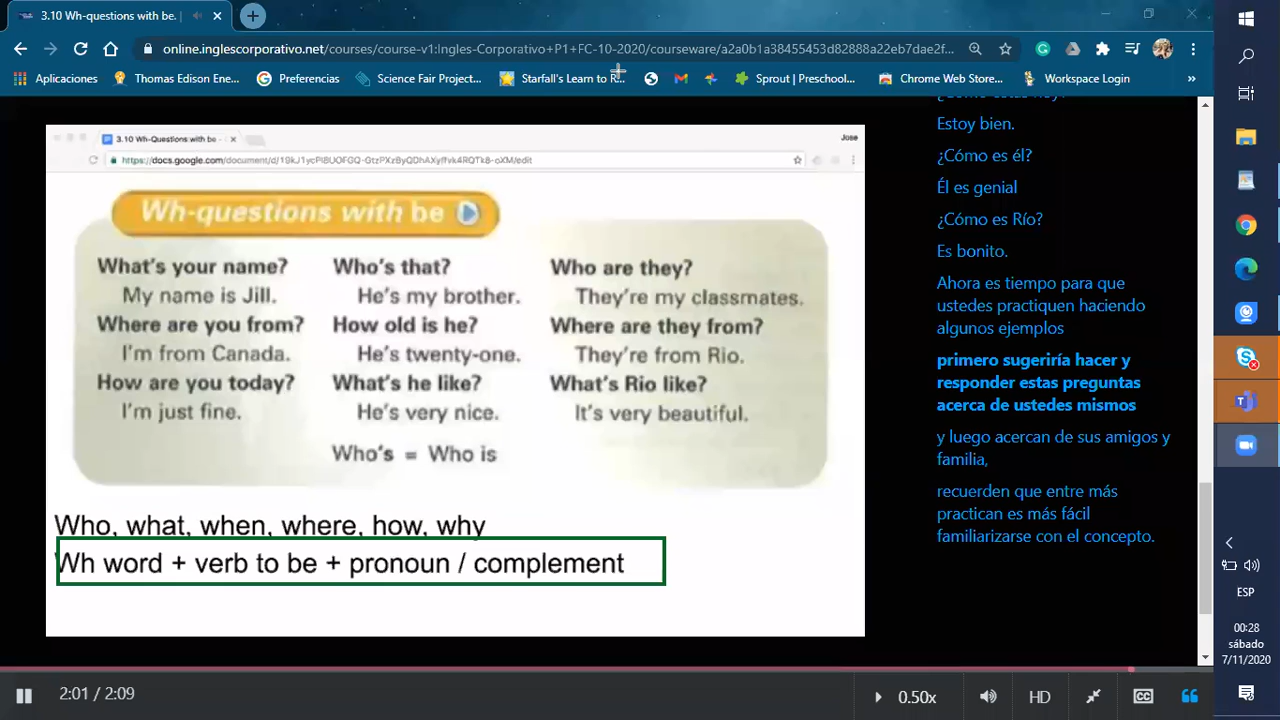 3.10 Wh-questions with be.
online.inglescorporativo.net/courses/course-v1:Ingles-Corporativo+P1+FC-10-2020/courseware/a2a0b1a38455453d82888a22eb7dae2f...
Aplicaciones
Thomas Edison Ene...
Preferencias
Science Fair Project...
Starfall's Learn to R...
Sprout | Preschool...
Chrome Web Store...
Workspace Login
»
3.10 Wh-Questions with be -
Jose
Wh-questions with be
What's your name?
My name is Jill.
Where are you from?
I'm from Canada.
How are you today?
I'm just fine.
Who's that?
He's my brother.
How old is he?
He's twenty-one.
What's he like?
He's very nice.
Who's = Who is
Who are they?
They're my classmates.
Where are they from?
They're from Rio.
What's Rio like?
It's very beautiful.
Who, what, when, where, how, why
Wh word + verb to be + pronoun / complement
Estoy bien.
¿Cómo es él?
Él es genial
¿Cómo es Río?
Es bonito.
Ahora es tiempo para que
ustedes practiquen haciendo
algunos ejemplos
primero sugeriría hacer y
responder estas preguntas
acerca de ustedes mismos
y luego acercan de sus amigos y
familia,
recuerden que entre más
practican es más fácil
familiarizarse con el concepto.
2:01 / 2:09
0.50x
HD
CC
ESP
00:28
sábado
7/11/2020